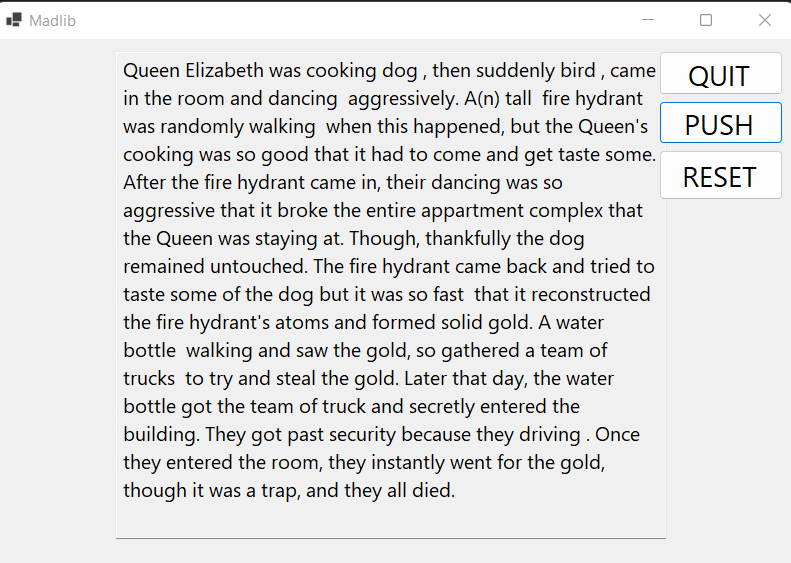 Madlib
Queen Elizabeth was cooking dog , then suddenly bird , came
in the room and dancing  aggressively. A(n) tall  fire hydrant
was randomly walking  when this happened, but the Queen's
cooking was so good that it had to come and get taste some.
After the fire hydrant came in, their dancing was so
aggressive that it broke the entire appartment complex that
the Queen was staying at. Though, thankfully the dog
remained untouched. The fire hydrant came back and tried to
taste some of the dog but it was so fast  that it reconstructed
the fire hydrant's atoms and formed solid gold. A water
bottle  walking and saw the gold, so gathered a team of
trucks  to try and steal the gold. Later that day, the water
bottle got the team of truck and secretly entered the
building. They got past security because they driving . Once
they entered the room, they instantly went for the gold,
though it was a trap, and they all died.
QUIT
PUSH
RESET